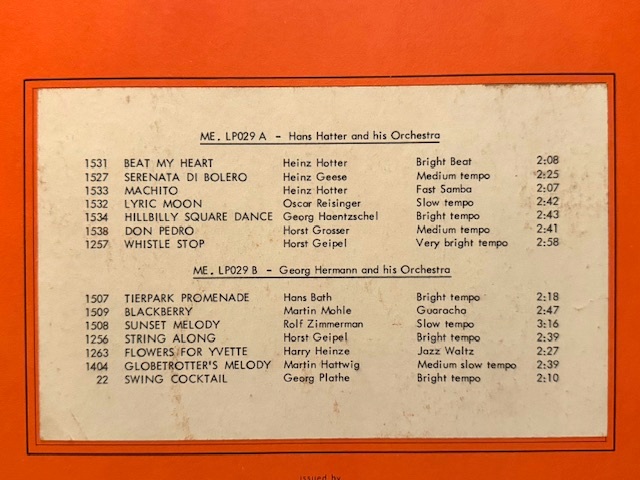 ME. LP029 A - Hans Hatter and his Orchestra
1531 BEAT MY HEART Heinz Hotter Bright Beat 2:08
1527 SERENATA DI BOLERO Heinz Geese Medium tempo 2:25
1533 MACHITO Heinz Hotter Fast Samba 2:07
1532 LYRIC MOON Oscar Reisinger Slow tempo 2:42
1534 HILLBILLY SQUARE DANCE Georg Haentzschel Bright tempo 2:43
1538 DON PEDRO Horst Grosser Medium tempo 2:41
1257 WHISTLE STOP Horst Geipel Very bright tempo 2:58
ME. LP029 B - Georg Hermann and his Orchestra
1507 TIERPARK PROMENADE Hans Bath Bright tempo 2:18
1509 BLACKBERRY Martin Mohle Guaracha 2:47
1508 SUNSET MELODY Rolf Zimmerman Slow tempo 3:16
1256 STRING ALONG Horst Geipel Bright tempo 2:39
1263 FLOWERS FOR YVETTE Harry Heinze Jazz Waltz 2:27
1404 GLOBETROTTER'S MELODY Martin Hattwig Medium slow tempo 2:39
22 SWING COCKTAIL Georg Plathe Bright tempo 2:10
issued by